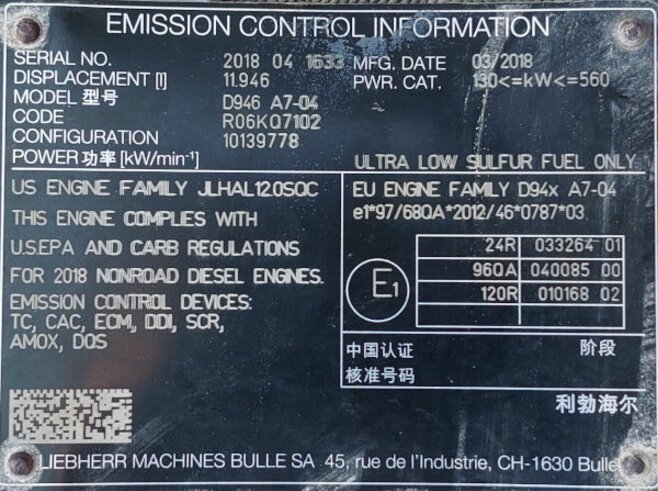 EMISSION CONTROL INFORMATION
SERIAL NO. 2018 04 1633 MFG. DATE 03/2018
DISPLACEMENT [l] 11.946 PWR. CAT. 130<=kW<=560
MODEL 型号 D946 A7-04
CODE R06KQ7102
CONFIGURATION 10139778
POWER 功率 [kW/min-¹] ULTRA LOW SULFUR FUEL ONLY
US ENGINE FAMILY JLHAL12.0SQC
THIS ENGINE COMPLIES WITH
U.S.EPA AND CARB REGULATIONS
FOR 2018 NONROAD DIESEL ENGINES.
EMISSION CONTROL DEVICES:
TC, CAC, ECM, DDI, SCR,
AMOX, DOS
EU ENGINE FAMILY D94x A7-04
e1*97/68QA*2012/46*0787*03
E1
24R 033264 01
96QA 040085 00
120R 010168 02
中国认证 阶段
核准号码
利勃海尔
LIEBHERR MACHINES BULLE SA 45, rue de l'Industrie, CH-1630 Bulle